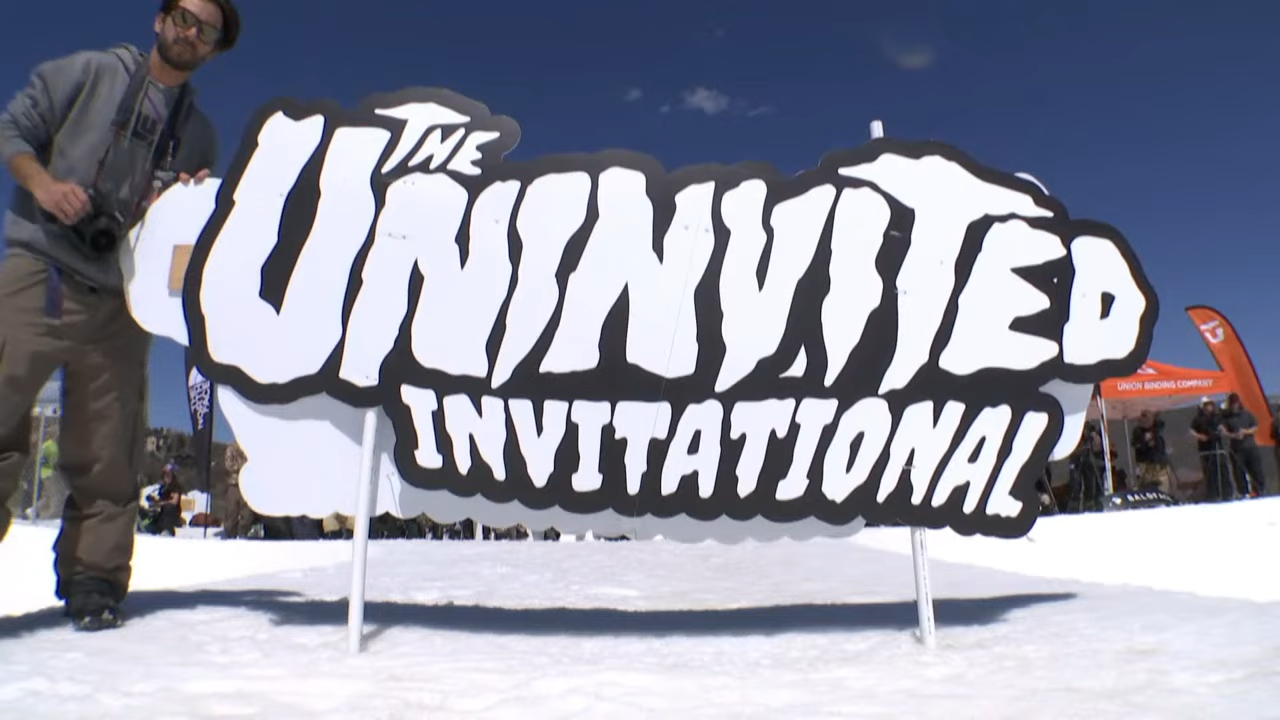 THE
UNINVITED
INVITATIONAL
UNION BINDING COMPANY